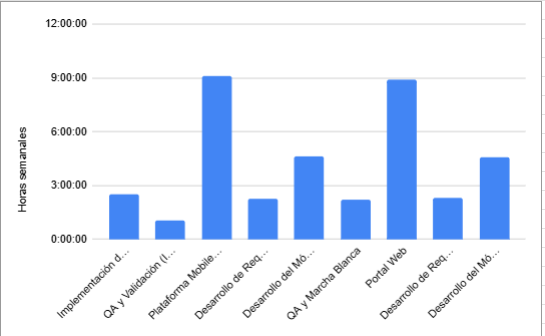 12:00:00
9:00:00
6:00:00
3:00:00
0:00:00
Horas semanales
Implementación d...
QA y Validación (I...
Plataforma Mobile...
Desarrollo de Req...
Desarrollo del Mó...
QA y Marcha Blanca
Portal Web
Desarrollo de Req...
Desarrollo del Mó...